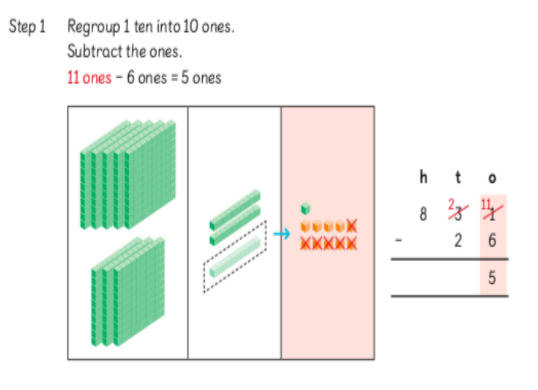 Step 1 Regroup 1 ten into 10 ones.
Subtract the ones.
11 ones − 6 ones = 5 ones
h t o
2 11
8 3 1
− 2 6
5